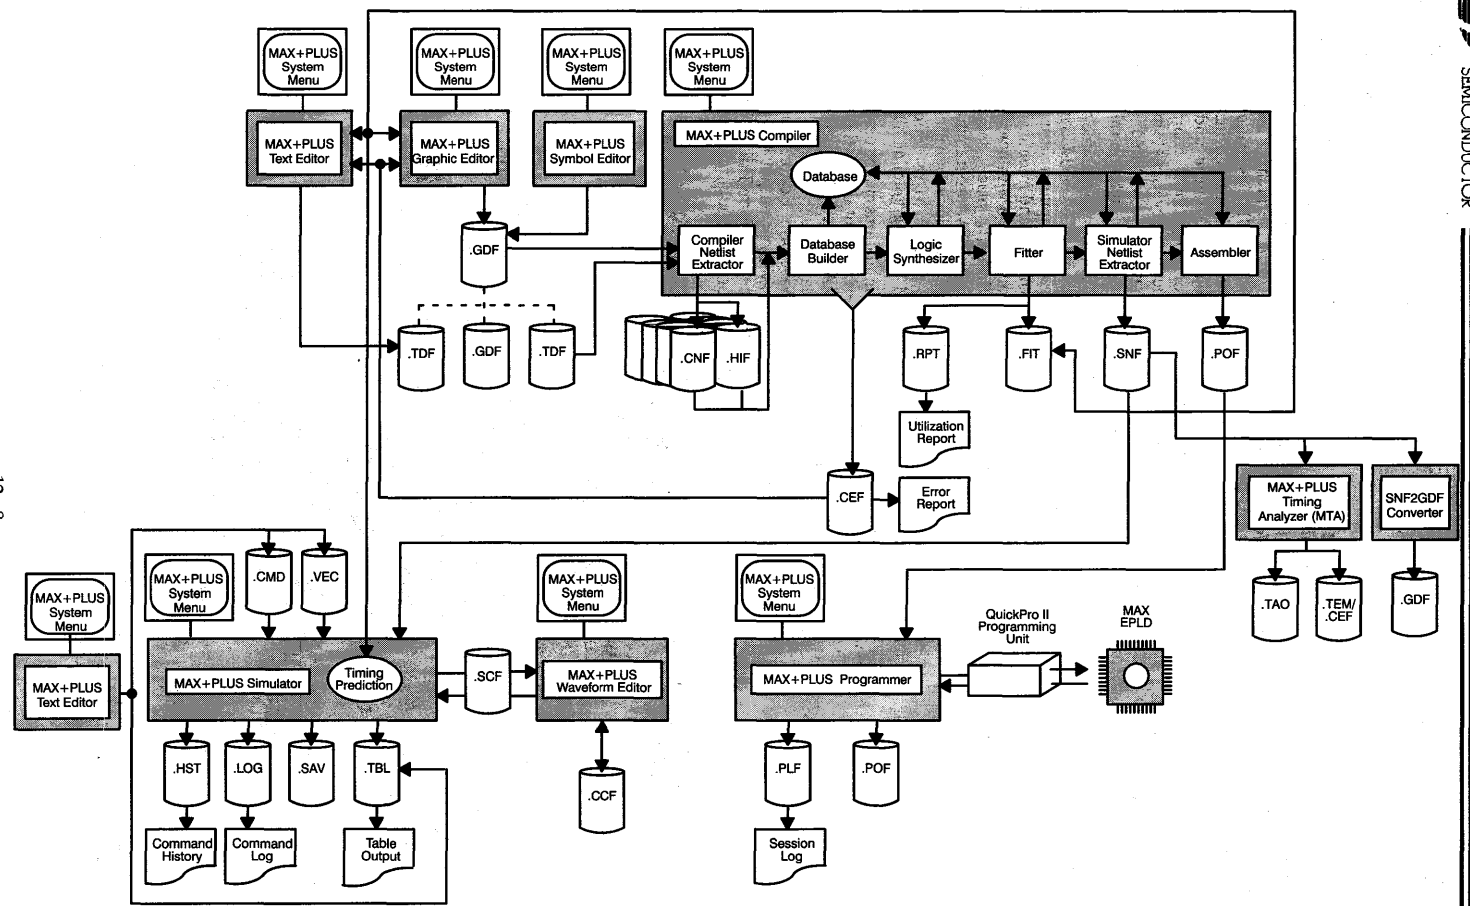 MAX+PLUS
System
Menu
MAX+PLUS
System
Menu
MAX+PLUS
System
Menu
MAX+PLUS
System
Menu
SEMICONDUCTOR
MAX+PLUS
Text Editor
MAX+PLUS
Graphic Editor
MAX+PLUS
Symbol Editor
MAX+PLUS Compiler
Database
.GDF
Compiler
Netlist
Extractor
Database
Builder
Logic
Synthesizer
Fitter
Simulator
Netlist
Extractor
Assembler
.TDF
.GDF
.TDF
.CNF
.HIF
.RPT
.FIT
.SNF
.POF
Utilization
Report
.CEF
Error
Report
MAX+PLUS
Timing
Analyzer (MTA)
SNF2GDF
Converter
.TAO
.TEM/
.CEF
.GDF
MAX+PLUS
System
Menu
MAX+PLUS
System
Menu
.CMD
.VEC
MAX+PLUS
System
Menu
MAX+PLUS
System
Menu
QuickPro II
Programming
Unit
MAX
EPLD
MAX+PLUS
Text Editor
MAX+PLUS Simulator
Timing
Prediction
.SCF
MAX+PLUS
Waveform Editor
MAX+PLUS Programmer
.HST
.LOG
.SAV
.TBL
.CCF
.PLF
.POF
Command
History
Command
Log
Table
Output
Session
Log